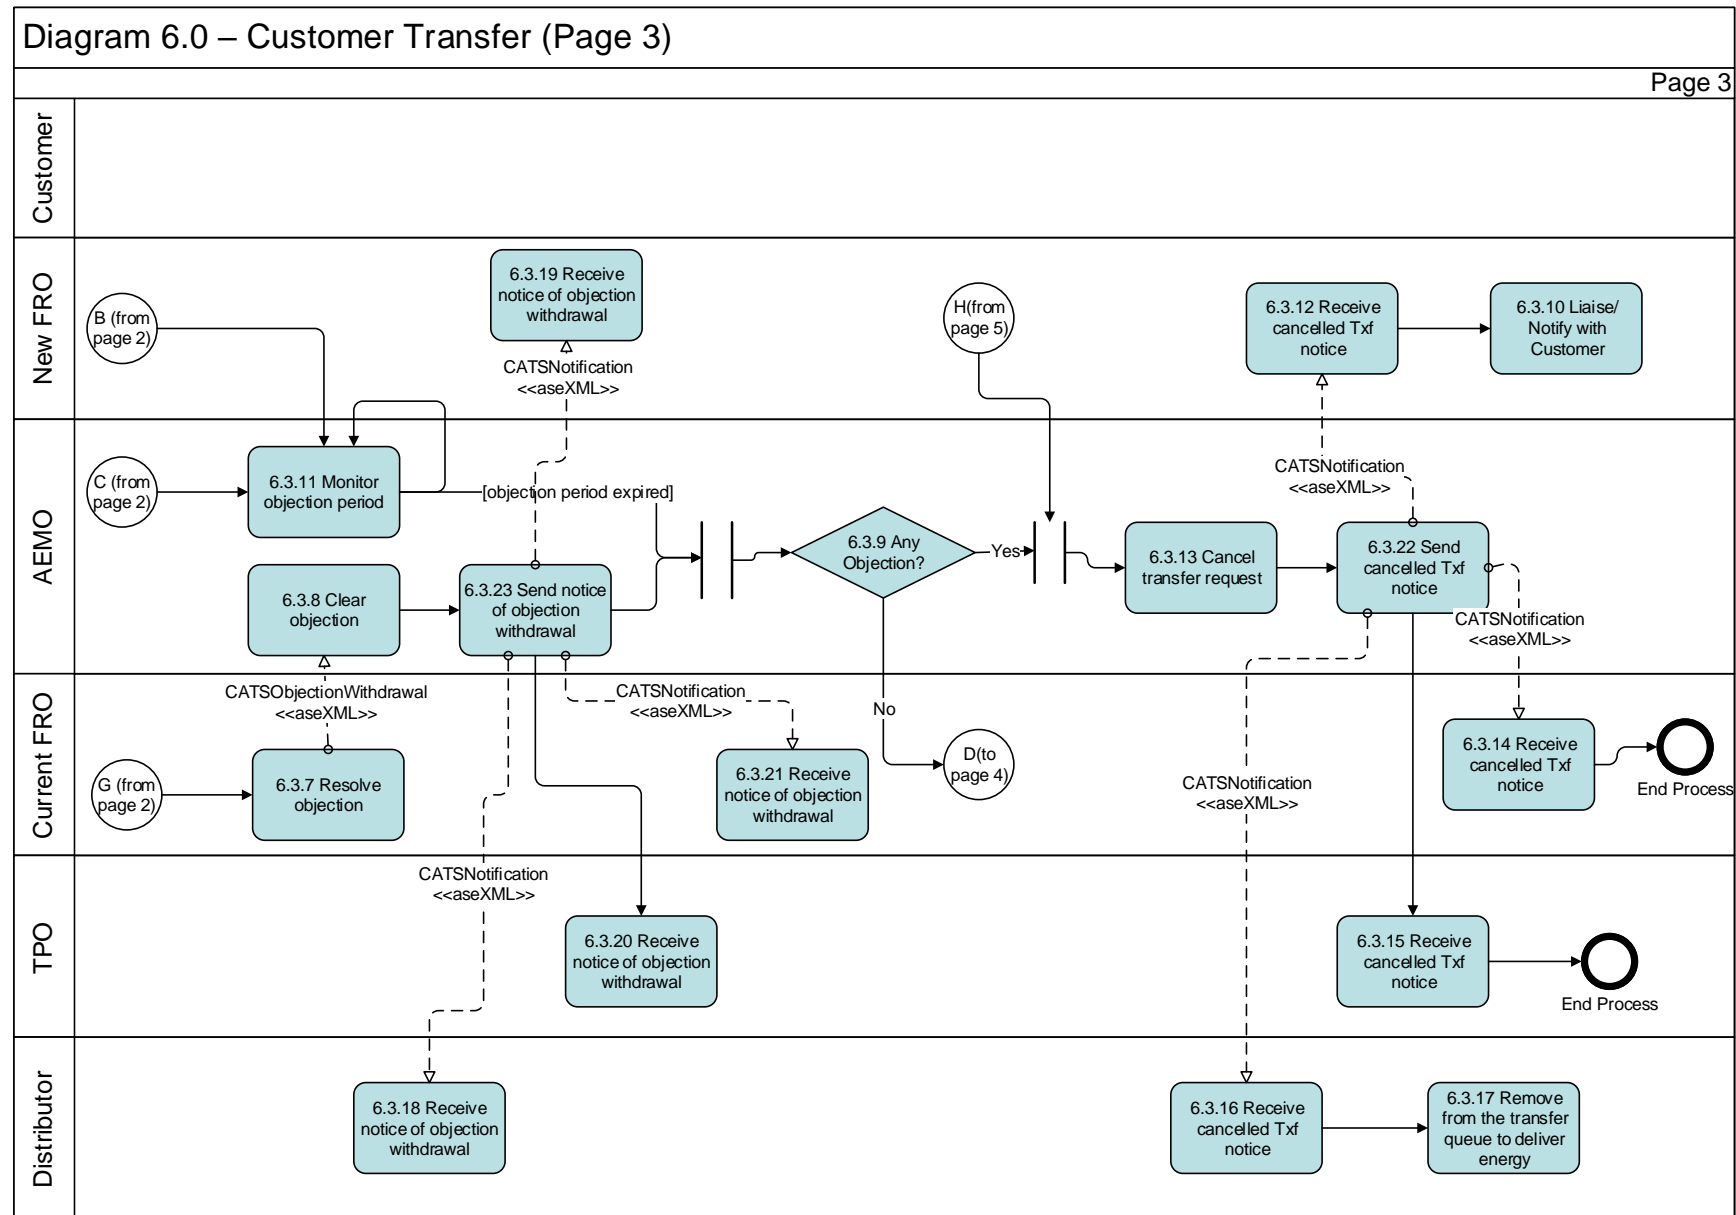 Diagram 6.0 – Customer Transfer (Page 3)
Page 3
Customer
New FRO
B (from
page 2)
6.3.19 Receive
notice of objection
withdrawal
CATSNotification
<<aseXML>>
H(from
page 5)
6.3.12 Receive
cancelled Txf
notice
6.3.10 Liaise/
Notify with
Customer
AEMO
C (from
page 2)
6.3.11 Monitor
objection period
[objection period expired]
6.3.8 Clear
objection
6.3.23 Send notice
of objection
withdrawal
6.3.9 Any
Objection?
Yes
6.3.13 Cancel
transfer request
CATSNotification
<<aseXML>>
6.3.22 Send
cancelled Txf
notice
CATSNotification
<<aseXML>>
Current FRO
CATSObjectionWithdrawal
<<aseXML>>
G (from
page 2)
6.3.7 Resolve
objection
CATSNotification
<<aseXML>>
6.3.21 Receive
notice of objection
withdrawal
No
D(to
page 4)
CATSNotification
<<aseXML>>
6.3.14 Receive
cancelled Txf
notice
End Process
TPO
CATSNotification
<<aseXML>>
6.3.20 Receive
notice of objection
withdrawal
6.3.15 Receive
cancelled Txf
notice
End Process
Distributor
6.3.18 Receive
notice of objection
withdrawal
6.3.16 Receive
cancelled Txf
notice
6.3.17 Remove
from the transfer
queue to deliver
energy